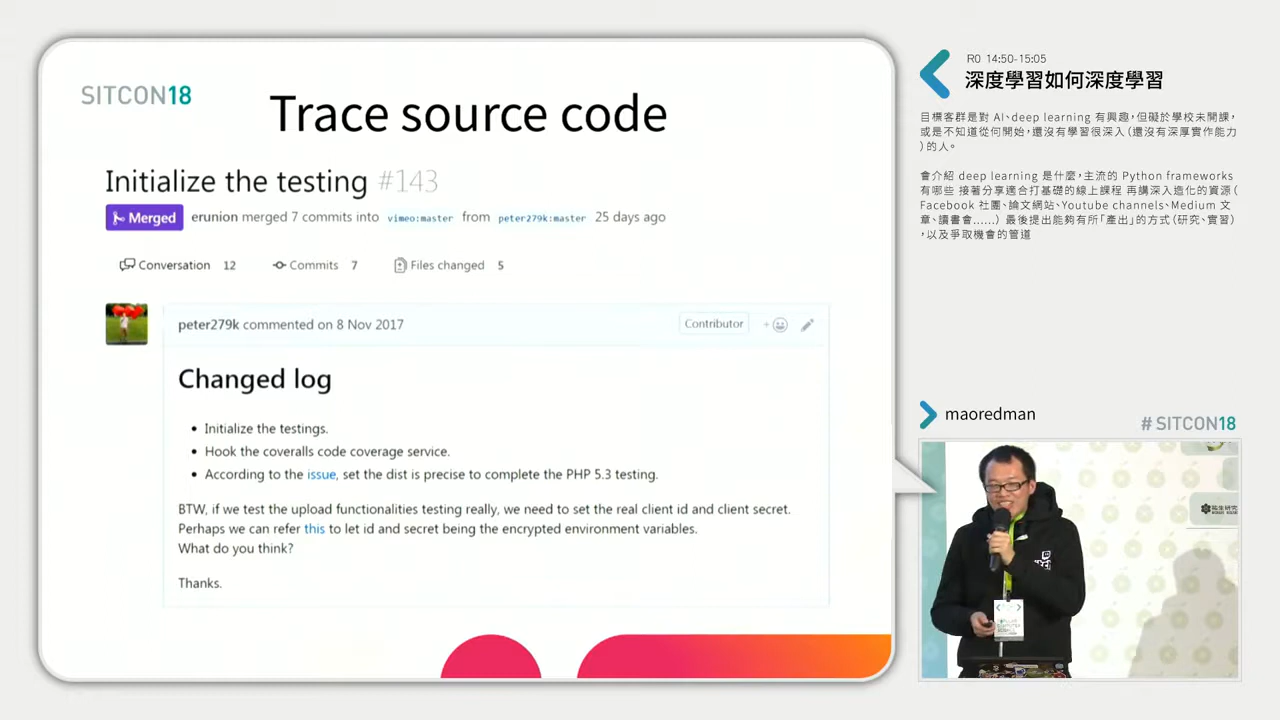 SITCON18
Trace source code
Initialize the testing #143
Merged erunion merged 7 commits into vimeo:master from peter279k:master 25 days ago
Conversation 12 Commits 7 Files changed 5
peter279k commented on 8 Nov 2017 Contributor
Changed log
• Initialize the testings.
• Hook the coveralls code coverage service.
• According to the issue, set the dist is precise to complete the PHP 5.3 testing.
BTW, if we test the upload functionalities testing really, we need to set the real client id and client secret.
Perhaps we can refer this to let id and secret being the encrypted environment variables.
What do you think?
Thanks.
R0 14:50-15:05
深度學習如何深度學習
目標客群是對 AI、deep learning 有興趣，但礙於學校未開課，
或是不知道從何開始，還沒有學習很深入（還沒有深厚實作能力
）的人。
會介紹 deep learning 是什麼，主流的 Python frameworks
有哪些 接著分享適合打基礎的線上課程 再講深入造化的資源（
Facebook 社團、論文網站、Youtube channels、Medium 文
章、讀書會......） 最後提出能夠有所「產出」的方式（研究、實習）
，以及爭取機會的管道
maoredman
# SITCON18